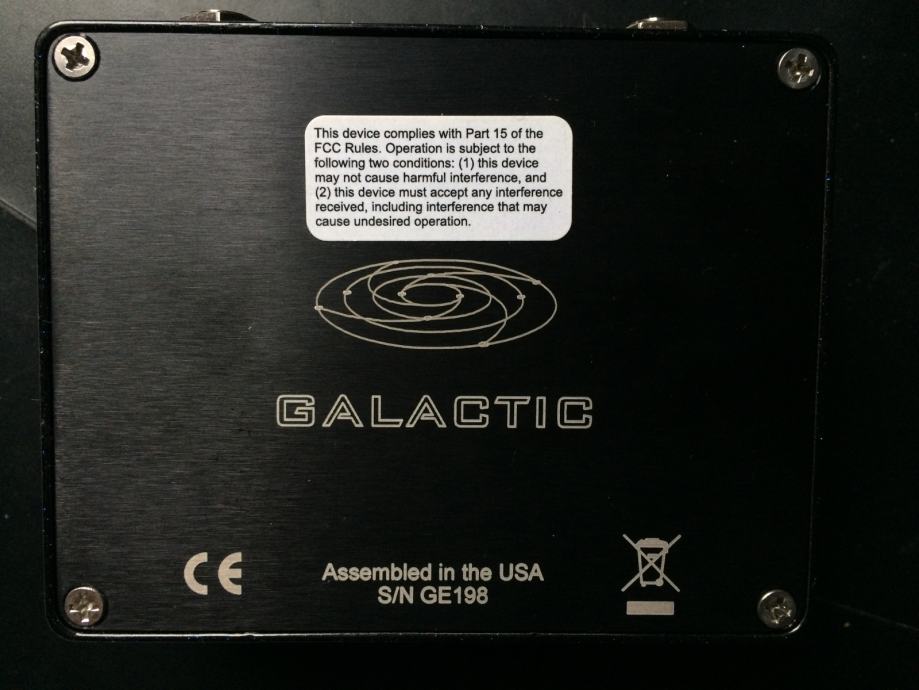 This device complies with Part 15 of the
FCC Rules. Operation is subject to the
following two conditions: (1) this device
may not cause harmful interference, and
(2) this device must accept any interference
received, including interference that may
cause undesired operation.
GALACTIC
CE
Assembled in the USA
S/N GE198